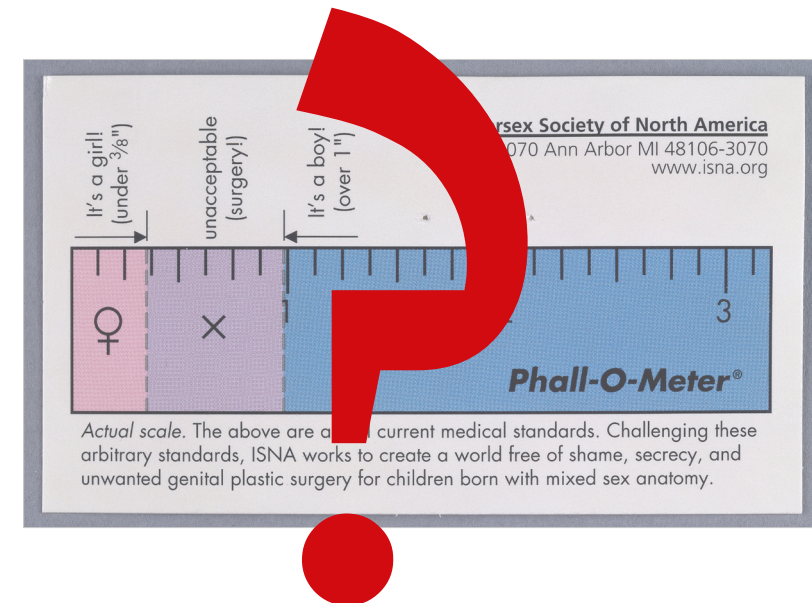 It's a girl!
(under 3/8")
unacceptable
(surgery!)
It's a boy!
(over 1")
Society of North America
Ann Arbor MI 48106-3070
www.isna.org
♀ × 1 3
Phall-O-Meter®
Actual scale. The above are current medical standards. Challenging these
arbitrary standards, ISNA works to create a world free of shame, secrecy, and
unwanted genital plastic surgery for children born with mixed sex anatomy.
?